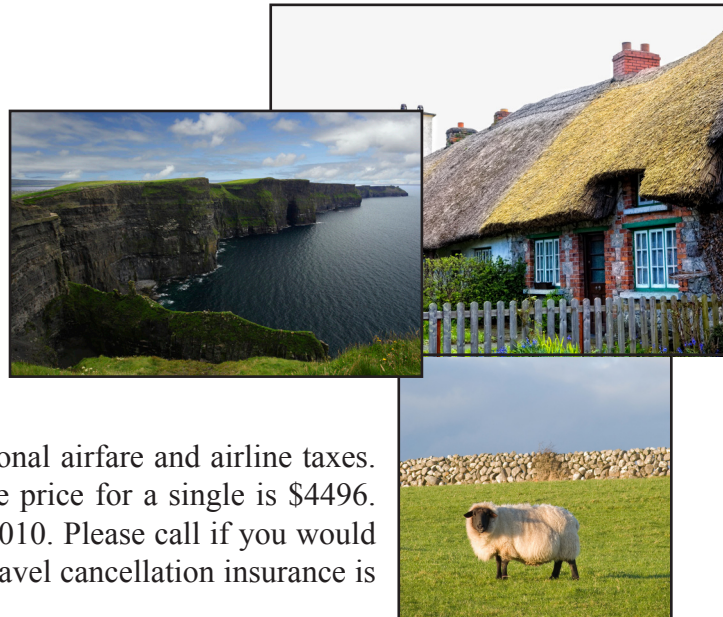 onal airfare and airline taxes.
e price for a single is $4496.
010. Please call if you would
avel cancellation insurance is